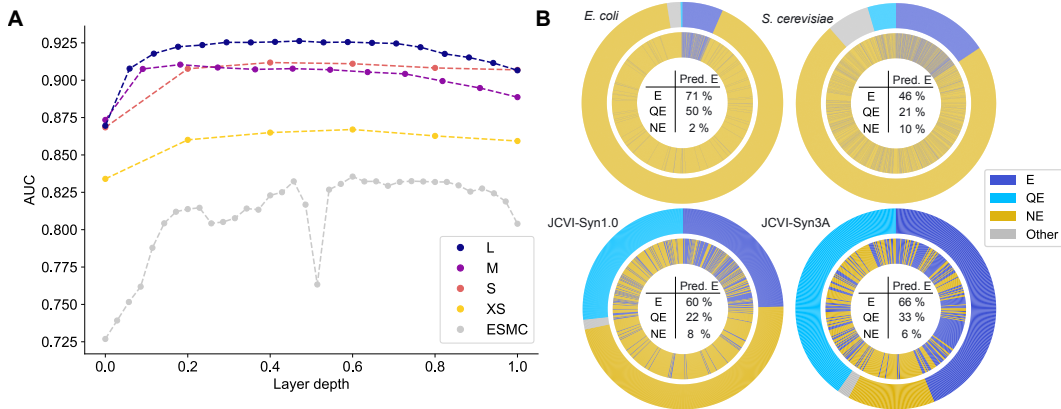 A
AUC
0.925
0.900
0.875
0.850
0.825
0.800
0.775
0.750
0.725
0.0
0.2
0.4
0.6
0.8
1.0
Layer depth
L
M
S
XS
ESMC
B
E. coli
Pred. E
E 71 %
QE 50 %
NE 2 %
S. cerevisiae
Pred. E
E 46 %
QE 21 %
NE 10 %
JCVI-Syn1.0
Pred. E
E 60 %
QE 22 %
NE 8 %
JCVI-Syn3A
Pred. E
E 66 %
QE 33 %
NE 6 %
E
QE
NE
Other